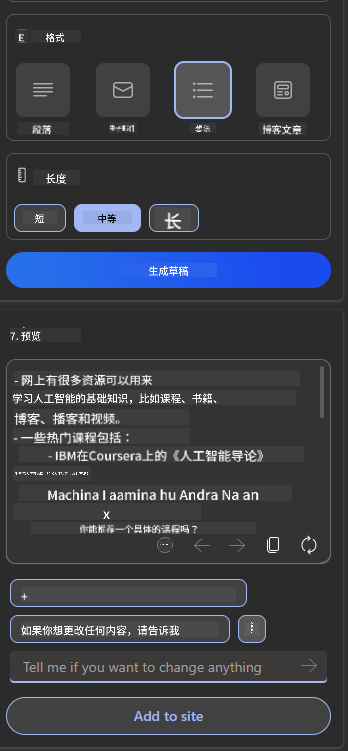 格式
段落
电子邮件
想法
博客文章
长度
短
中等
长
生成草稿
7.预览
- 网上有很多资源可以用来
学习人工智能的基础知识，比如课程、书籍、
博客、播客和视频。
- 一些热门课程包括：
- IBM在Coursera上的《人工智能导论》
Machina I aamina hu Andra Na an
x
你能推荐一个具体的课程吗？
+
如果你想更改任何内容，请告诉我
Tell me if you want to change anything
Add to site